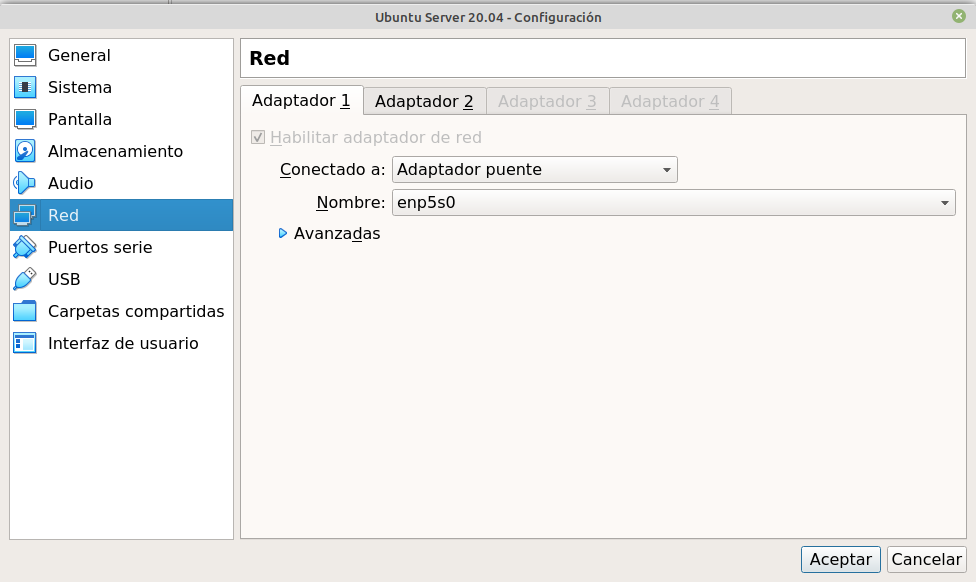 Ubuntu Server 20.04 - Configuración
General
Sistema
Pantalla
Almacenamiento
Audio
Red
Puertos serie
USB
Carpetas compartidas
Interfaz de usuario
Red
Adaptador 1 Adaptador 2 Adaptador 3 Adaptador 4
Habilitar adaptador de red
Conectado a: Adaptador puente
Nombre: enp5s0
Avanzadas
Aceptar Cancelar